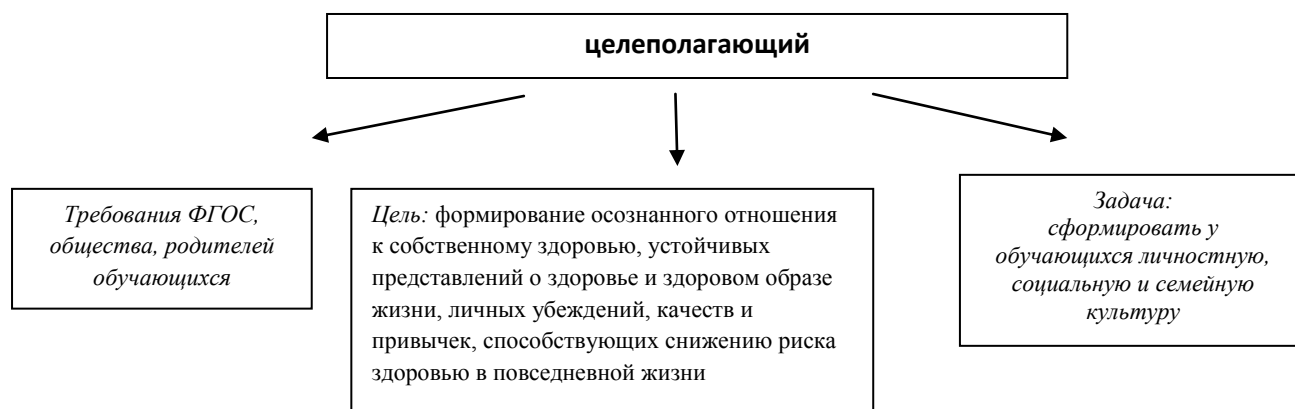 целеполагающий
Требования ФГОС,
общества, родителей
обучающихся
Цель: формирование осознанного отношения
к собственному здоровью, устойчивых
представлений о здоровье и здоровом образе
жизни, личных убеждений, качеств и
привычек, способствующих снижению риска
здоровью в повседневной жизни
Задача:
сформировать у
обучающихся личностную,
социальную и семейную
культуру